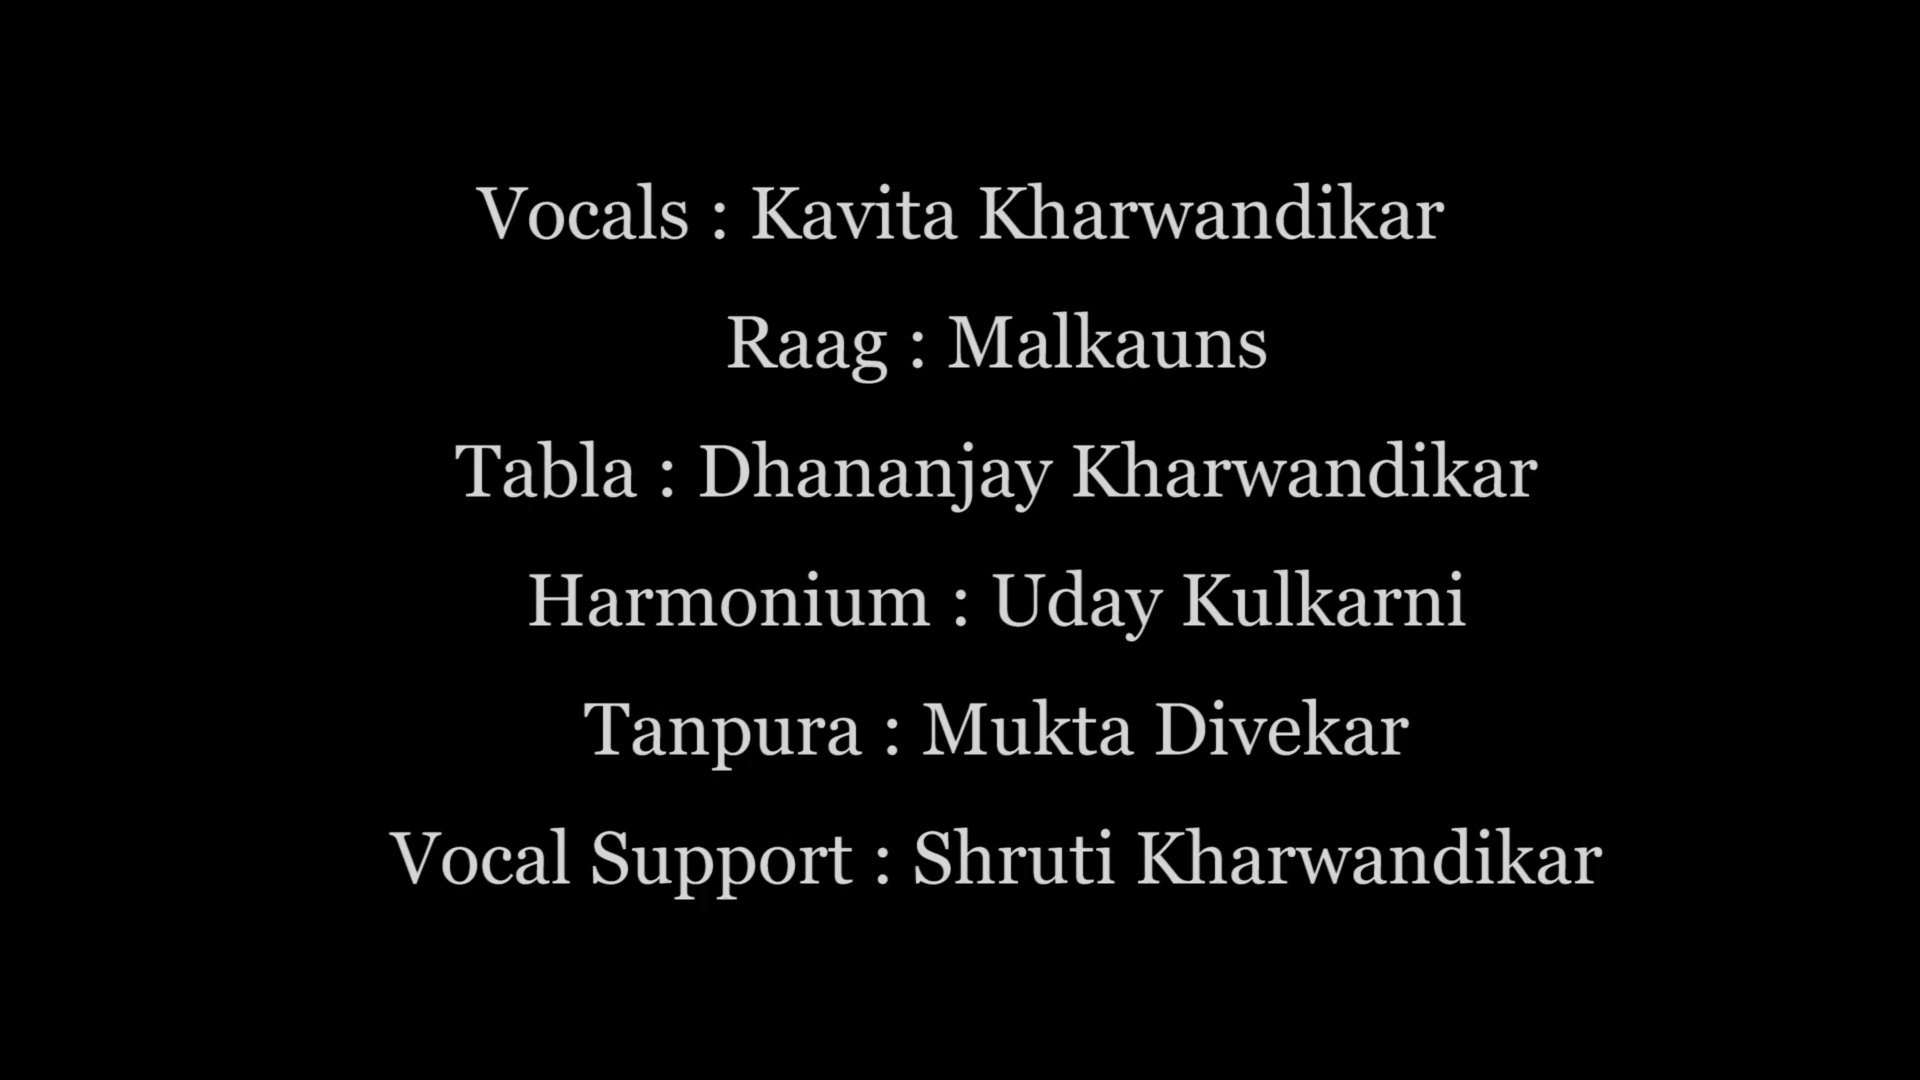 Vocals : Kavita Kharwandikar
Raag : Malkauns
Tabla : Dhananjay Kharwandikar
Harmonium : Uday Kulkarni
Tanpura : Mukta Divekar
Vocal Support : Shruti Kharwandikar